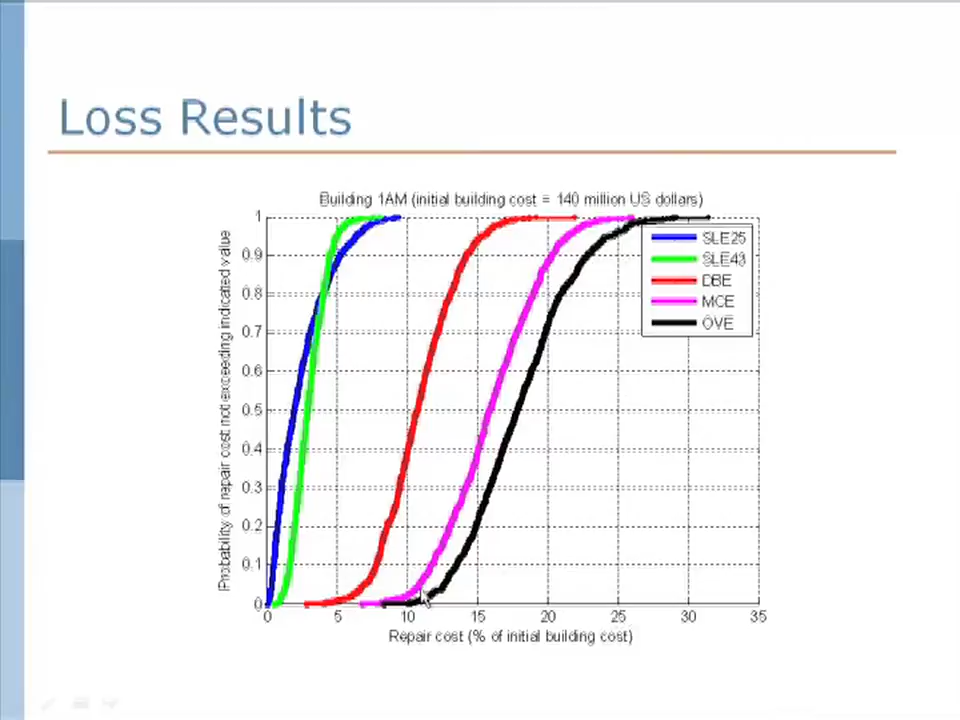 Loss Results
Building 1AM (initial building cost = 140 million US dollars)
Probability of repair cost not exceeding indicated value
1
0.9
0.8
0.7
0.6
0.5
0.4
0.3
0.2
0.1
0
0 5 10 15 20 25 30 35
Repair cost (% of initial building cost)
SLE25
SLE43
DBE
MCE
OVE